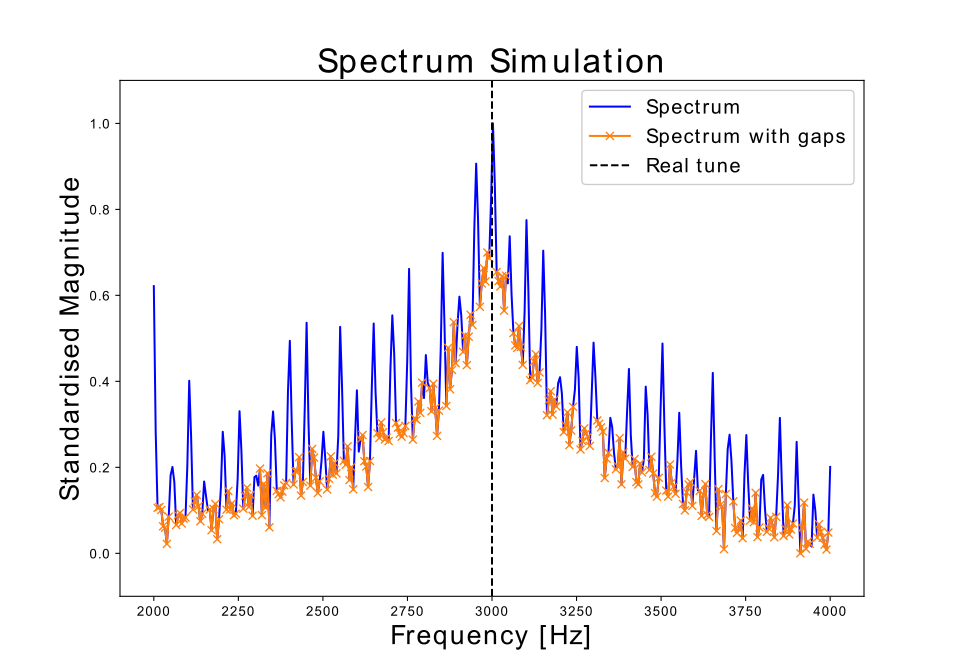 Spectrum Simulation
Spectrum
Spectrum with gaps
Real tune
Standardised Magnitude
1.0
0.8
0.6
0.4
0.2
0.0
2000 2250 2500 2750 3000 3250 3500 3750 4000
Frequency [Hz]